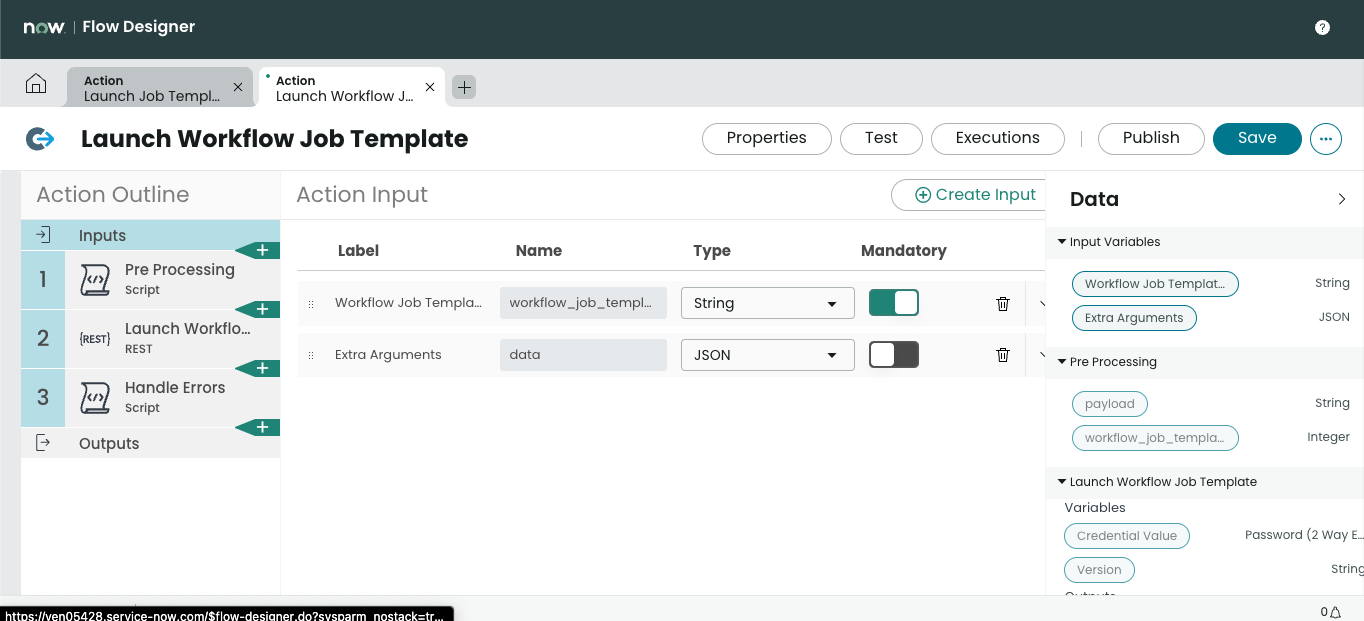 now. | Flow Designer
?
Action
Launch Job Templ...
Action
Launch Workflow J...
Launch Workflow Job Template
Properties
Test
Executions
Publish
Save
Action Outline
Inputs
1
Pre Processing
Script
2
{REST}
Launch Workflo...
REST
3
Handle Errors
Script
Outputs
Action Input
Create Input
Label Name Type Mandatory
Workflow Job Templa... workflow_job_templ... String
Extra Arguments data JSON
Data
Input Variables
Workflow Job Templat... String
Extra Arguments JSON
Pre Processing
payload String
workflow_job_templa... Integer
Launch Workflow Job Template
Variables
Credential Value Password (2 Way E...
Version String
https://ven05428.service-now.com/$flow-designer.do?sysparm_nostack=tr...
0